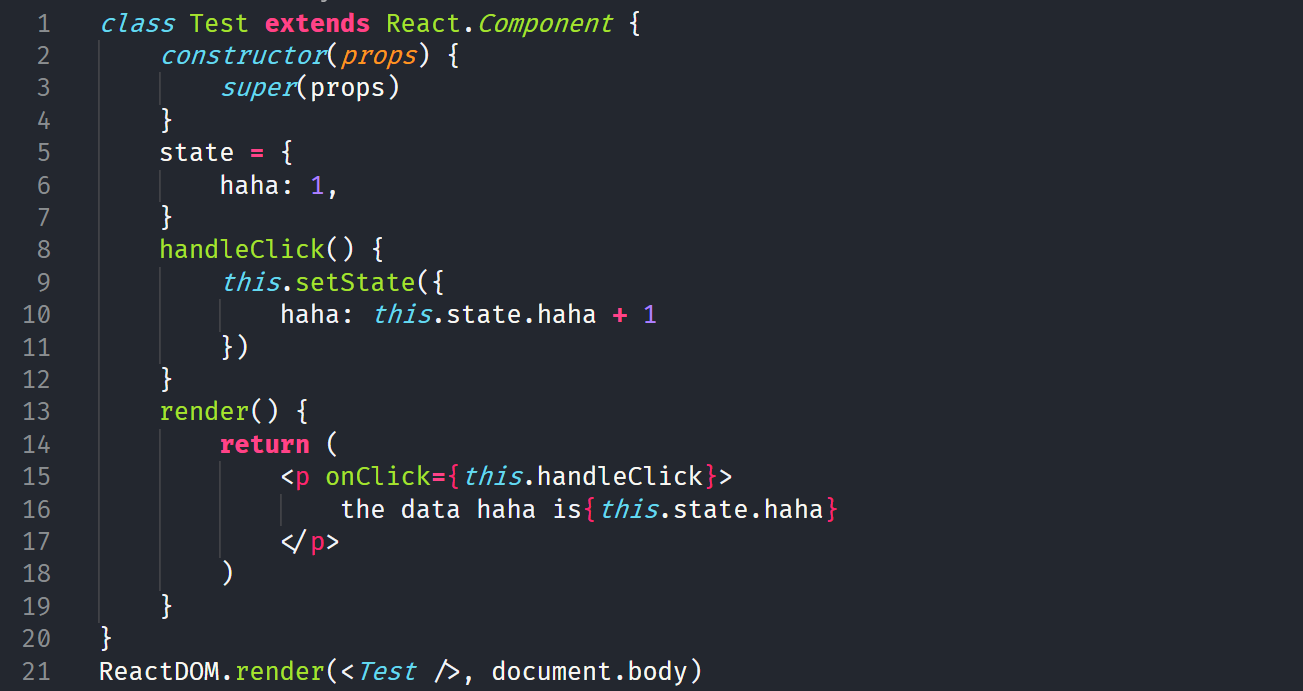 1 class Test extends React.Component {
2 constructor(props) {
3 super(props)
4 }
5 state = {
6 haha: 1,
7 }
8 handleClick() {
9 this.setState({
10 haha: this.state.haha + 1
11 })
12 }
13 render() {
14 return (
15 <p onClick={this.handleClick}>
16 the data haha is{this.state.haha}
17 </p>
18 )
19 }
20 }
21 ReactDOM.render(<Test />, document.body)